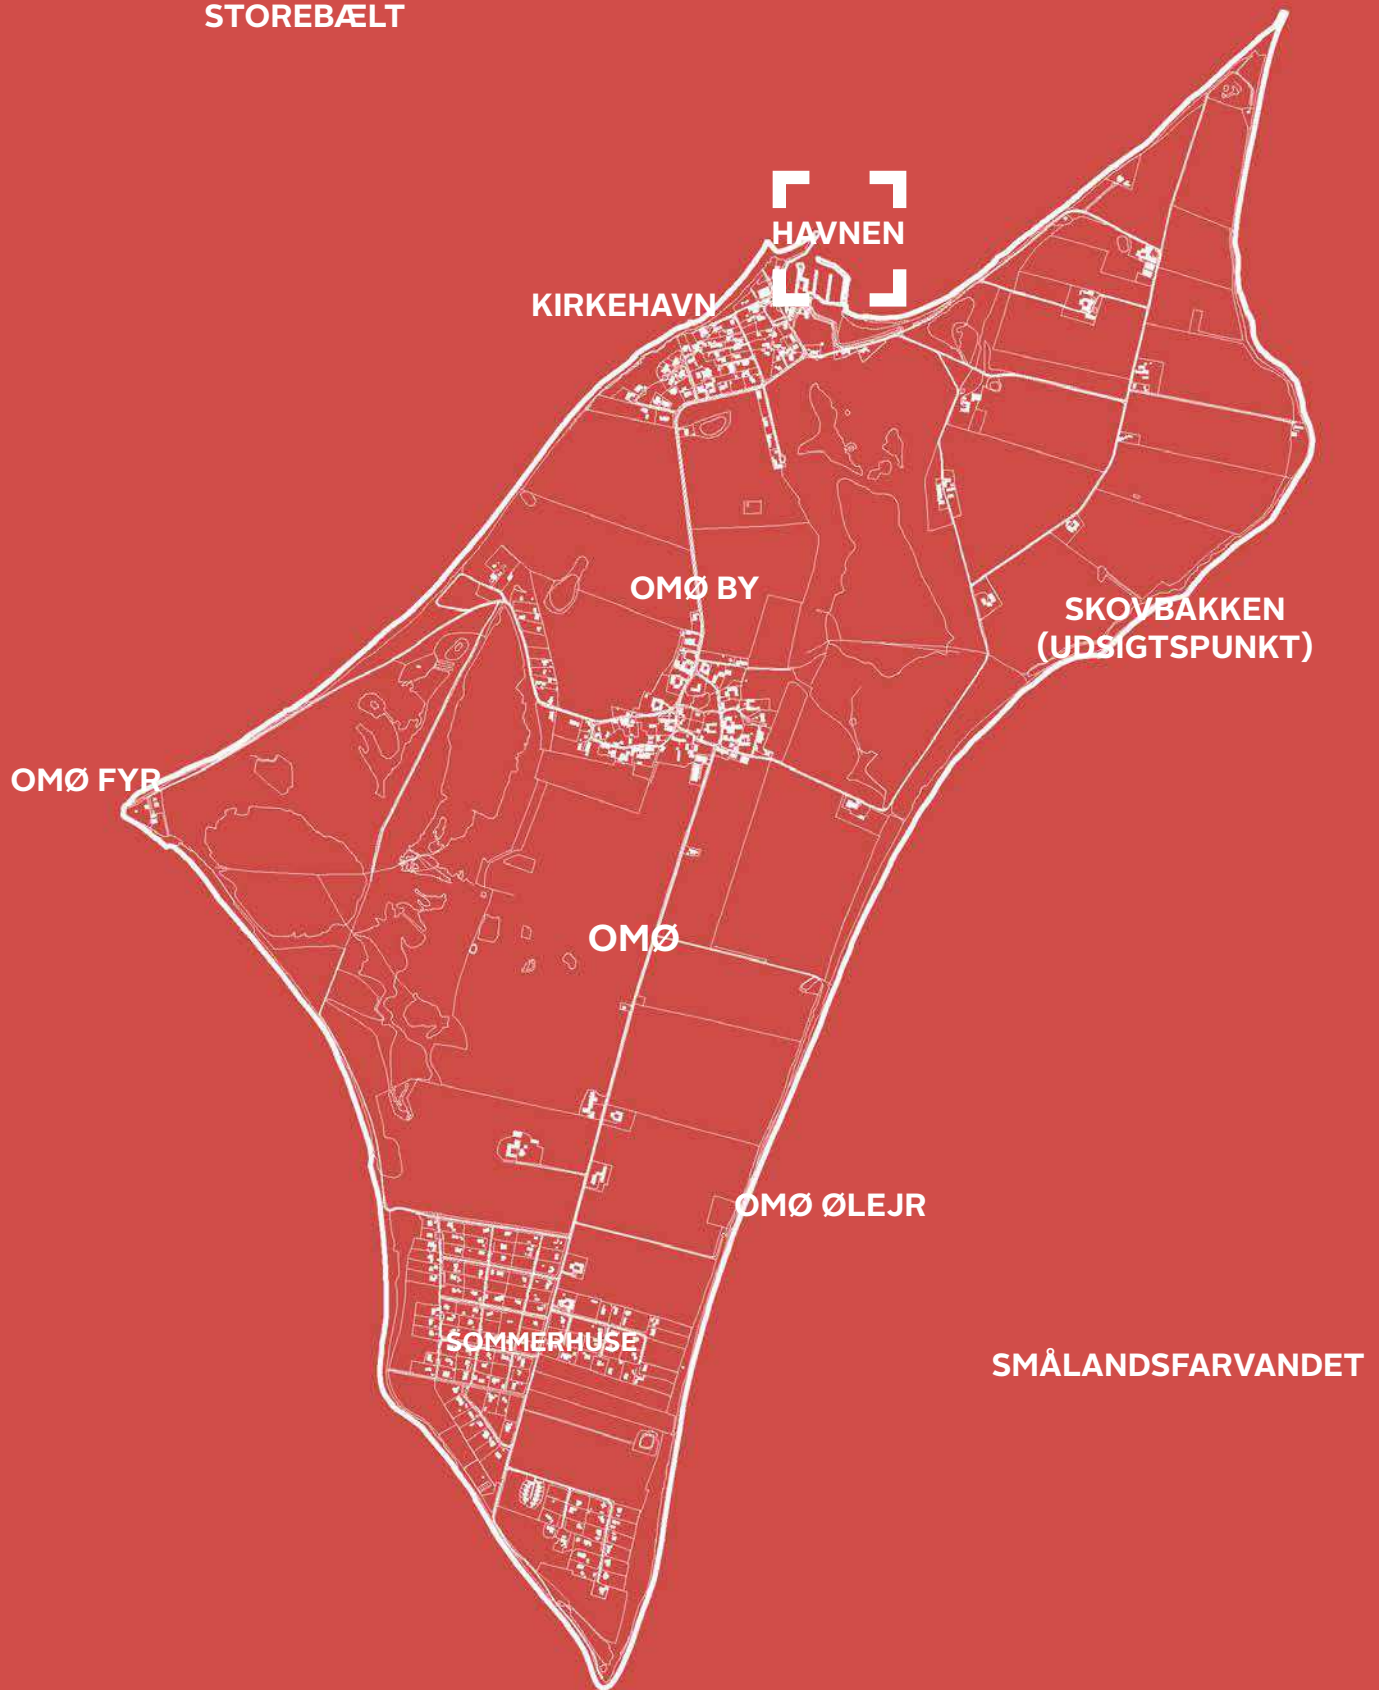 STOREBÆLT
HAVNEN
KIRKEHAVN
OMØ BY
SKOVBAKKEN
(UDSIGTSPUNKT)
OMØ FYR
OMØ
OMØ ØLEJR
SOMMERHUSE
SMÅLANDSFARVANDET